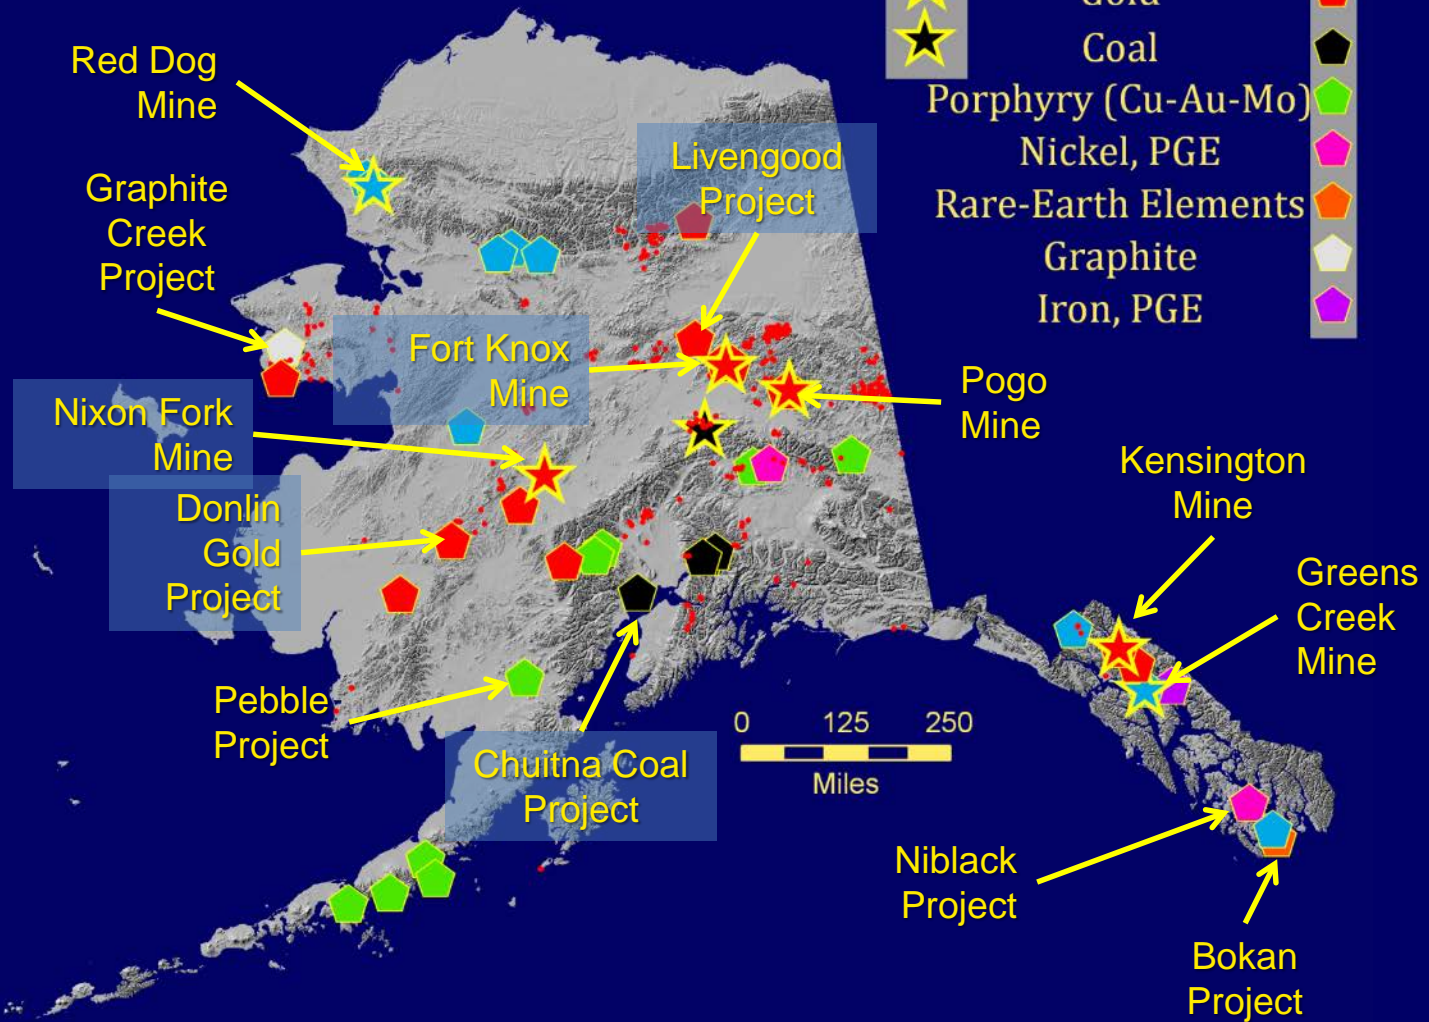 Gold
Coal
Porphyry (Cu-Au-Mo)
Nickel, PGE
Rare-Earth Elements
Graphite
Iron, PGE
Red Dog
Mine
Graphite
Creek
Project
Livengood
Project
Fort Knox
Mine
Nixon Fork
Mine
Pogo
Mine
Donlin
Gold
Project
Kensington
Mine
Greens
Creek
Mine
Pebble
Project
Chuitna Coal
Project
0 125 250
Miles
Niblack
Project
Bokan
Project